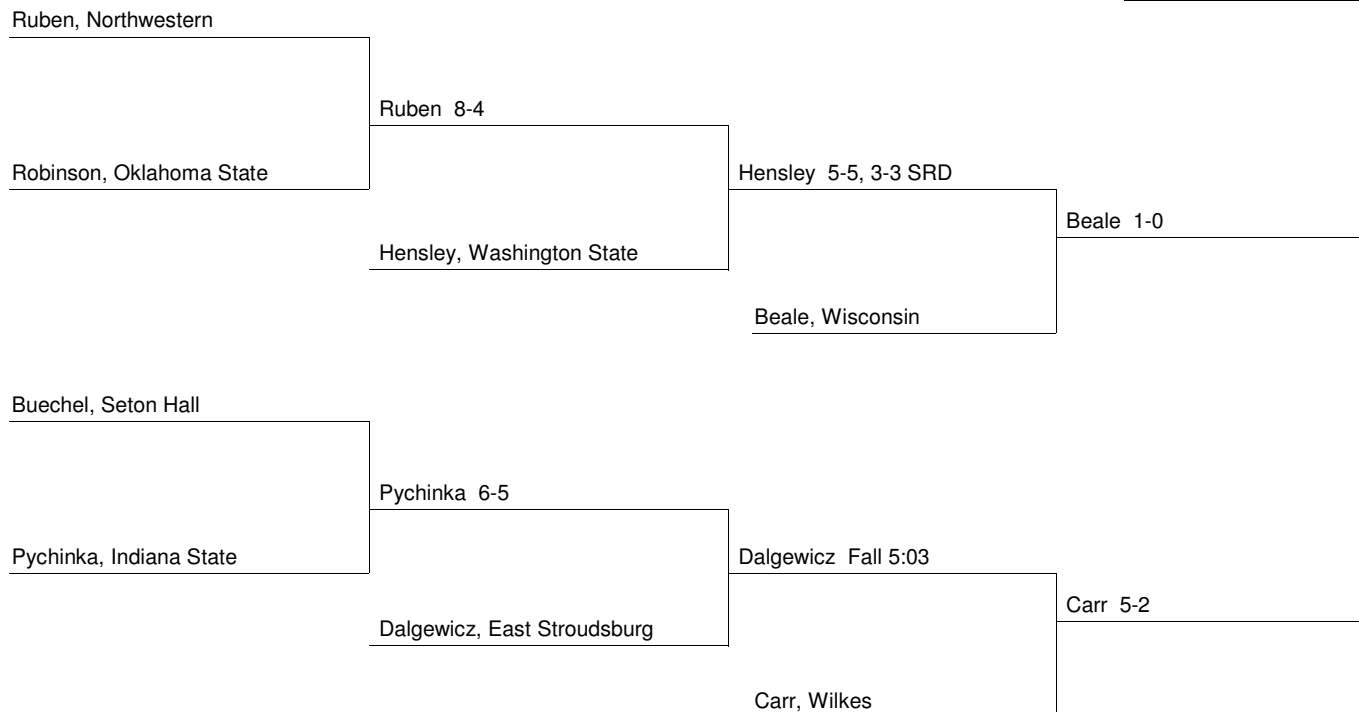 Ruben, Northwestern
Ruben 8-4
Robinson, Oklahoma State
Hensley 5-5, 3-3 SRD
Beale 1-0
Hensley, Washington State
Beale, Wisconsin
Buechel, Seton Hall
Pychinka 6-5
Pychinka, Indiana State
Dalgewicz Fall 5:03
Carr 5-2
Dalgewicz, East Stroudsburg
Carr, Wilkes